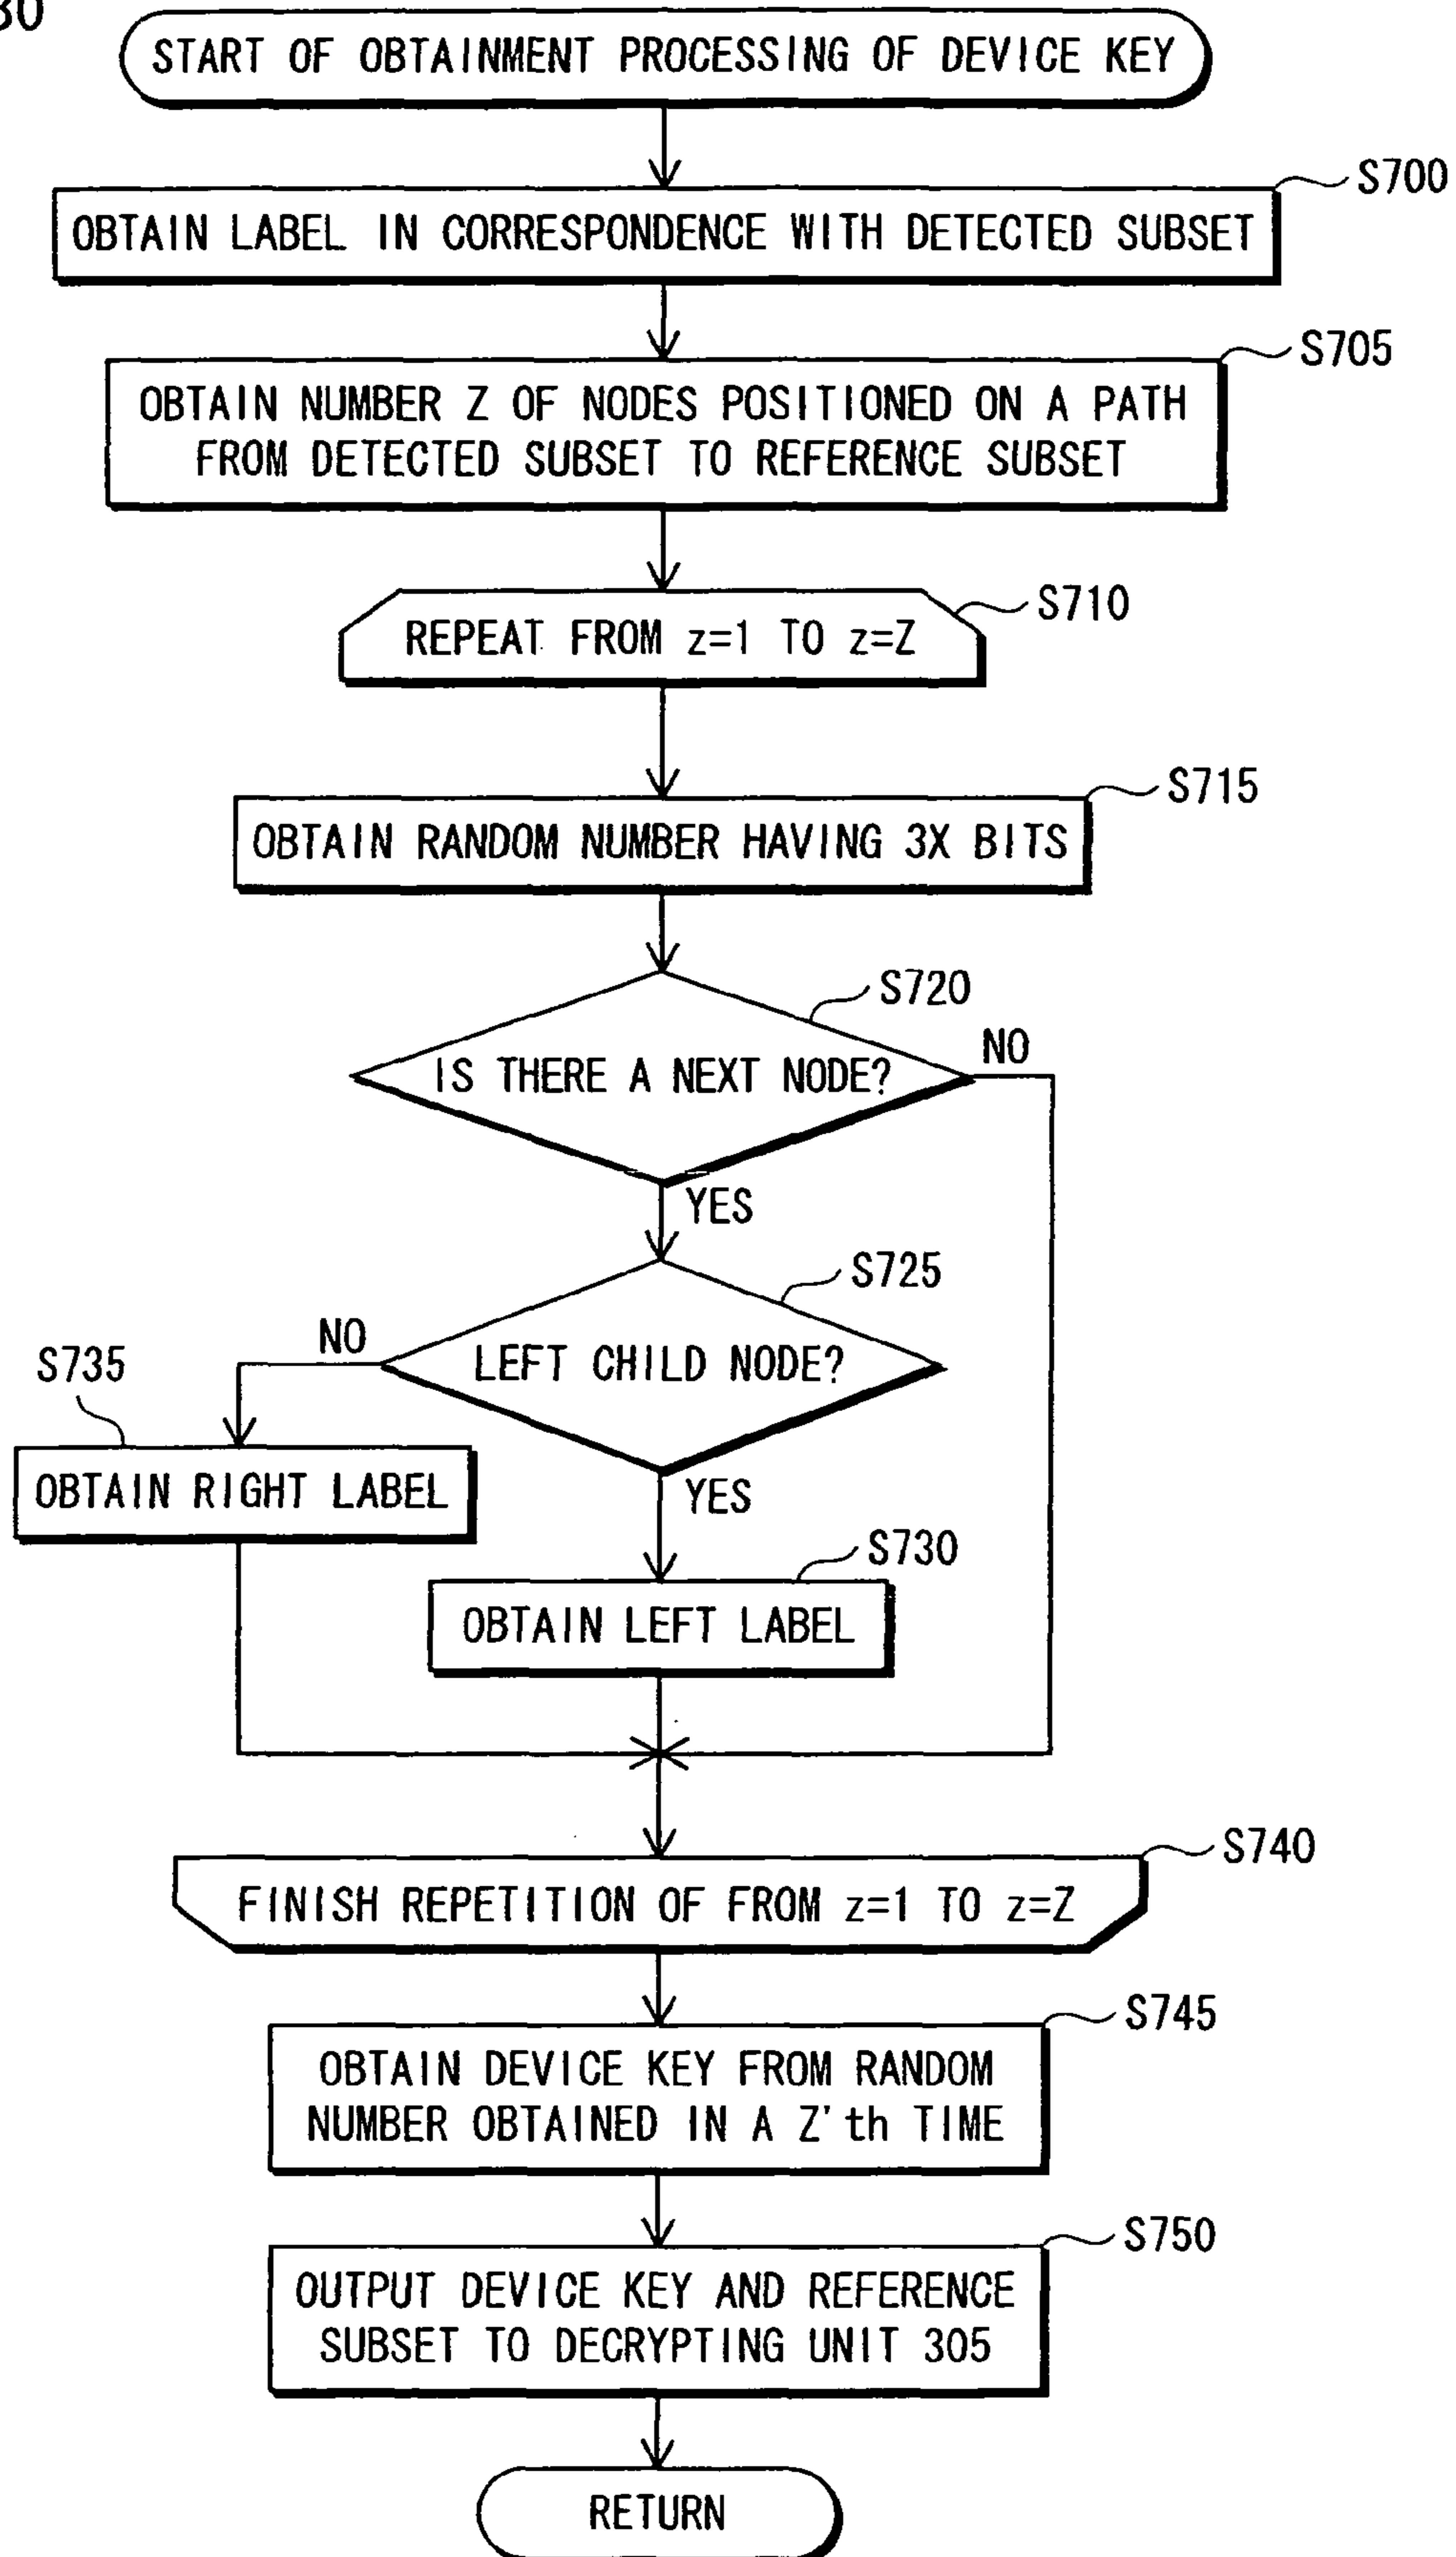 30
START OF OBTAINMENT PROCESSING OF DEVICE KEY
S700
OBTAIN LABEL IN CORRESPONDENCE WITH DETECTED SUBSET
S705
OBTAIN NUMBER Z OF NODES POSITIONED ON A PATH
FROM DETECTED SUBSET TO REFERENCE SUBSET
S710
REPEAT FROM z=1 TO z=Z
S715
OBTAIN RANDOM NUMBER HAVING 3X BITS
S720
IS THERE A NEXT NODE?
NO
YES
S725
LEFT CHILD NODE?
NO
S735
OBTAIN RIGHT LABEL
YES
S730
OBTAIN LEFT LABEL
S740
FINISH REPETITION OF FROM z=1 TO z=Z
S745
OBTAIN DEVICE KEY FROM RANDOM
NUMBER OBTAINED IN A Z'th TIME
S750
OUTPUT DEVICE KEY AND REFERENCE
SUBSET TO DECRYPTING UNIT 305
RETURN